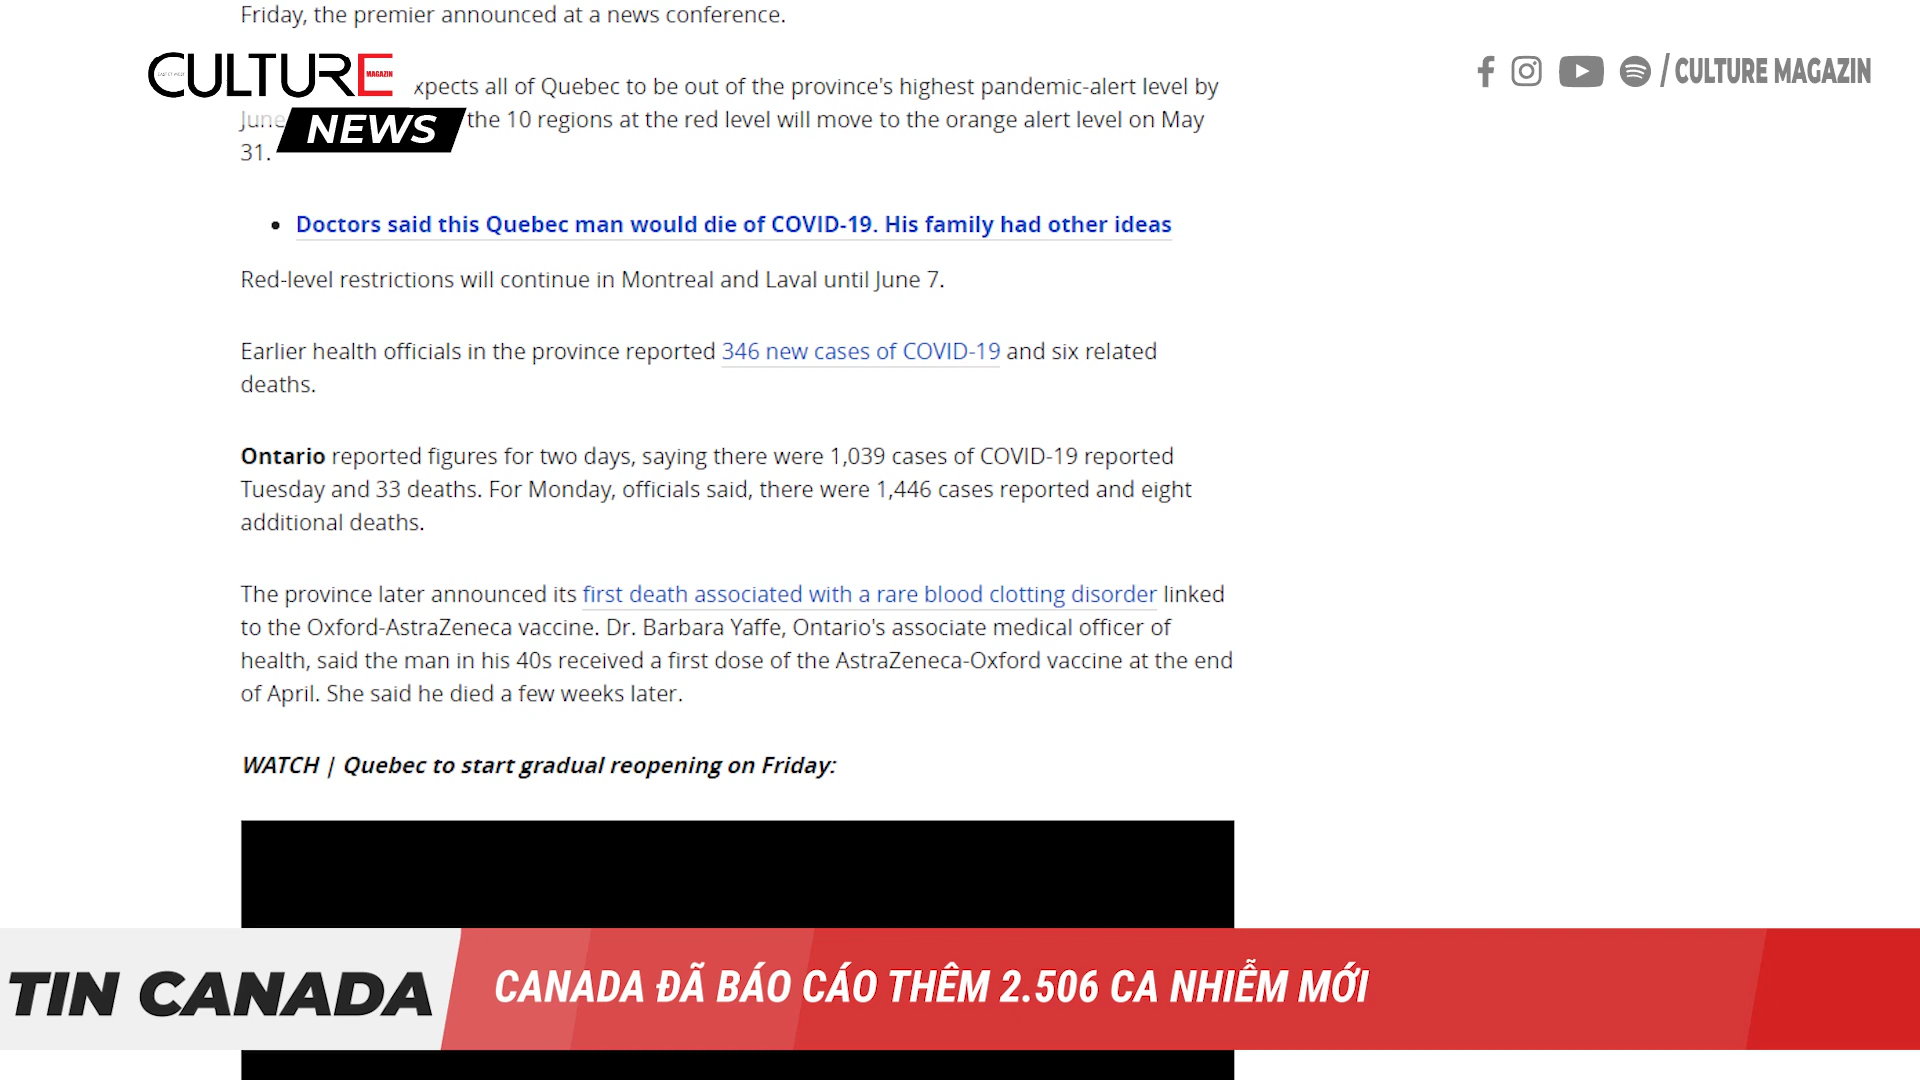 Friday, the premier announced at a news conference.
CULTURE
MAGAZIN
NEWS
/ CULTURE MAGAZIN
xpects all of Quebec to be out of the province's highest pandemic-alert level by
June
the 10 regions at the red level will move to the orange alert level on May
31.
Doctors said this Quebec man would die of COVID-19. His family had other ideas
Red-level restrictions will continue in Montreal and Laval until June 7.
Earlier health officials in the province reported 346 new cases of COVID-19 and six related
deaths.
Ontario reported figures for two days, saying there were 1,039 cases of COVID-19 reported
Tuesday and 33 deaths. For Monday, officials said, there were 1,446 cases reported and eight
additional deaths.
The province later announced its first death associated with a rare blood clotting disorder linked
to the Oxford-AstraZeneca vaccine. Dr. Barbara Yaffe, Ontario's associate medical officer of
health, said the man in his 40s received a first dose of the AstraZeneca-Oxford vaccine at the end
of April. She said he died a few weeks later.
WATCH | Quebec to start gradual reopening on Friday:
TIN CANADA
CANADA ĐÃ BÁO CÁO THÊM 2.506 CA NHIỄM MỚI